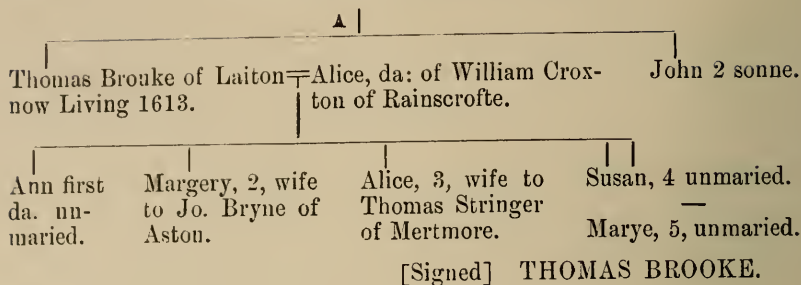 A
Thomas Brouke of Laiton
now Living 1613.
Alice, da: of William Crox-
ton of Rainscrofte.
John 2 sonne.
Ann first
da. un-
maried.
Margery, 2, wife
to Jo. Bryne of
Aston.
Alice, 3, wife to
Thomas Stringer
of Mertmore.
Susan, 4 unmaried.
Marye, 5, unmaried.
[Signed] THOMAS BROOKE.